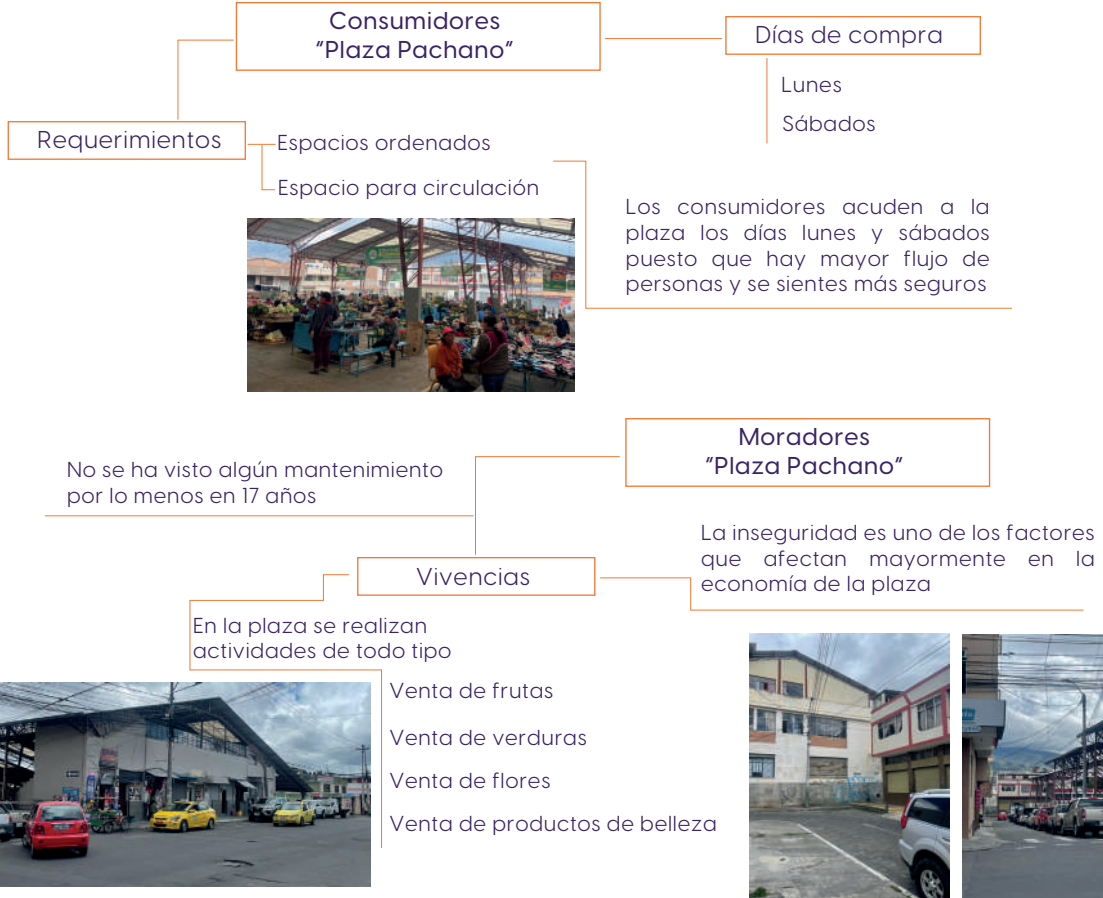 Consumidores
"Plaza Pachano"
Días de compra
Lunes
Sábados
Requerimientos
Espacios ordenados
Espacio para circulación
Los consumidores acuden a la
plaza los días lunes y sábados
puesto que hay mayor flujo de
personas y se sientes más seguros
Moradores
"Plaza Pachano"
No se ha visto algún mantenimiento
por lo menos en 17 años
La inseguridad es uno de los factores
que afectan mayormente en la
economía de la plaza
Vivencias
En la plaza se realizan
actividades de todo tipo
Venta de frutas
Venta de verduras
Venta de flores
Venta de productos de belleza